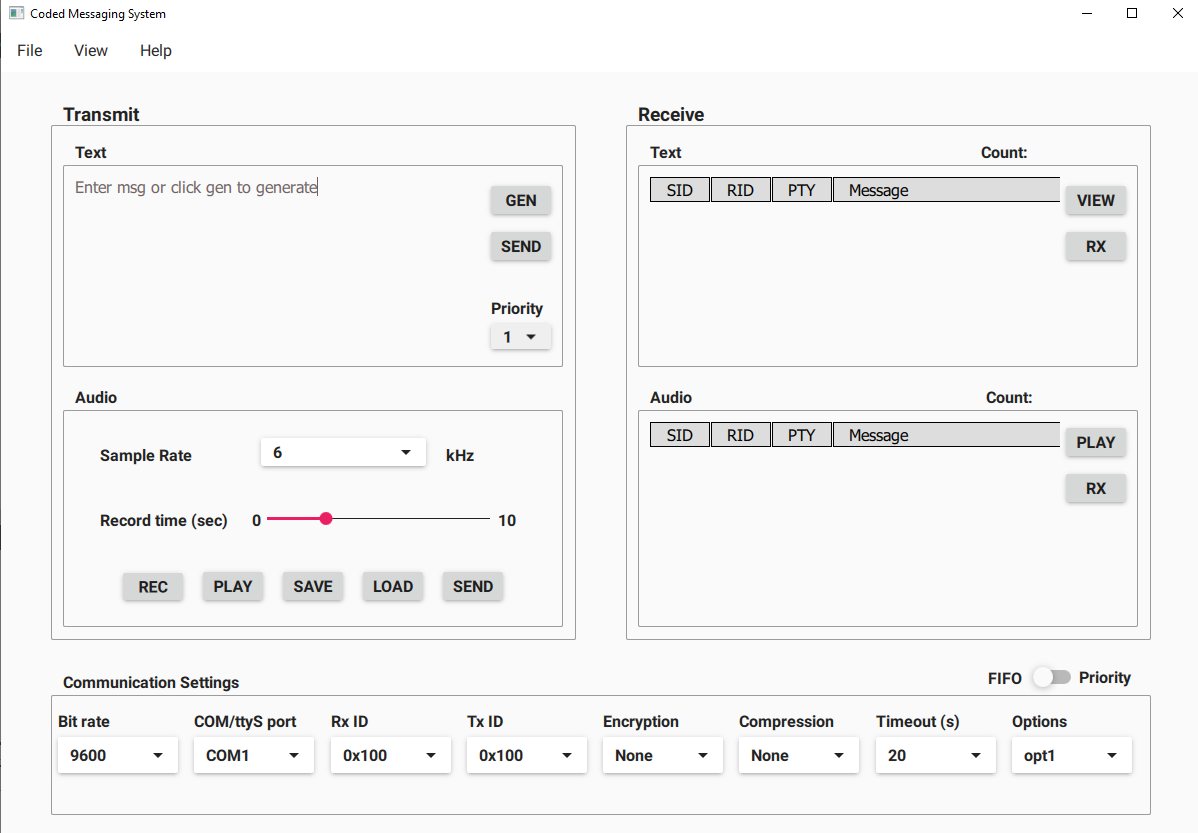 Coded Messaging System
File View Help
Transmit
Text
Enter msg or click gen to generate
GEN
SEND
Priority
1
Audio
Sample Rate 6 kHz
Record time (sec) 0 10
REC PLAY SAVE LOAD SEND
Receive
Text Count:
SID RID PTY Message
VIEW
RX
Audio Count:
SID RID PTY Message
PLAY
RX
FIFO Priority
Communication Settings
Bit rate COM/ttyS port Rx ID Tx ID Encryption Compression Timeout (s) Options
9600 COM1 0x100 0x100 None None 20 opt1